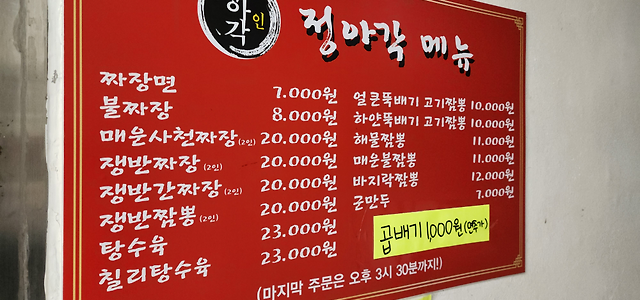 하각
인
정아각 메뉴
짜장면 7.000원
불짜장 8.000원
매운사천짜장(2인) 20.000원
쟁반짜장 (2인) 20.000원
쟁반간짜장(2인) 20.000원
쟁반짬뽕(2인) 20.000원
탕수육 23.000원
칠리탕수육 23.000원
얼큰뚝배기 고기짬뽕 10.000원
하얀뚝배기 고기짬뽕 10.000원
해물짬뽕 11.000원
매운불짬뽕 11.000원
바지락짬뽕 12.000원
군만두 7.000원
곱배기 1,000원(면추가)
(마지막 주문은 오후 3시 30분까지!)